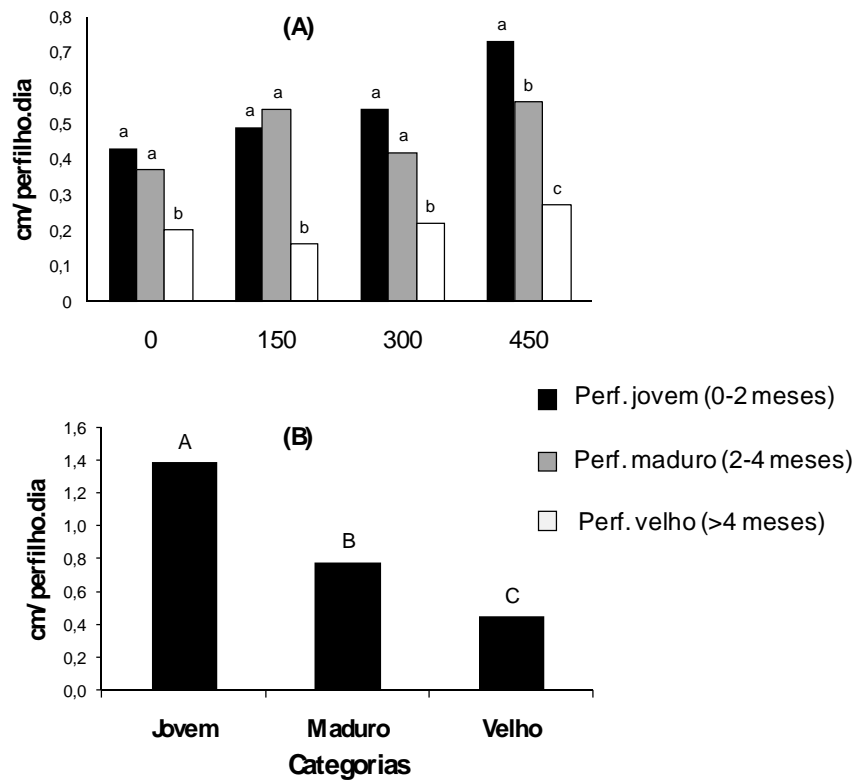 (A)
cm/perfilho.dia
0,8
0,7
0,6
0,5
0,4
0,3
0,2
0,1
0
a
a
b
a
a
b
a
a
b
a
b
c
0
150
300
450
Perf. jovem (0-2 meses)
Perf. maduro (2-4 meses)
Perf. velho (>4 meses)
(B)
cm/perfilho.dia
1,6
1,4
1,2
1,0
0,8
0,6
0,4
0,2
0,0
A
B
C
Jovem
Maduro
Velho
Categorias